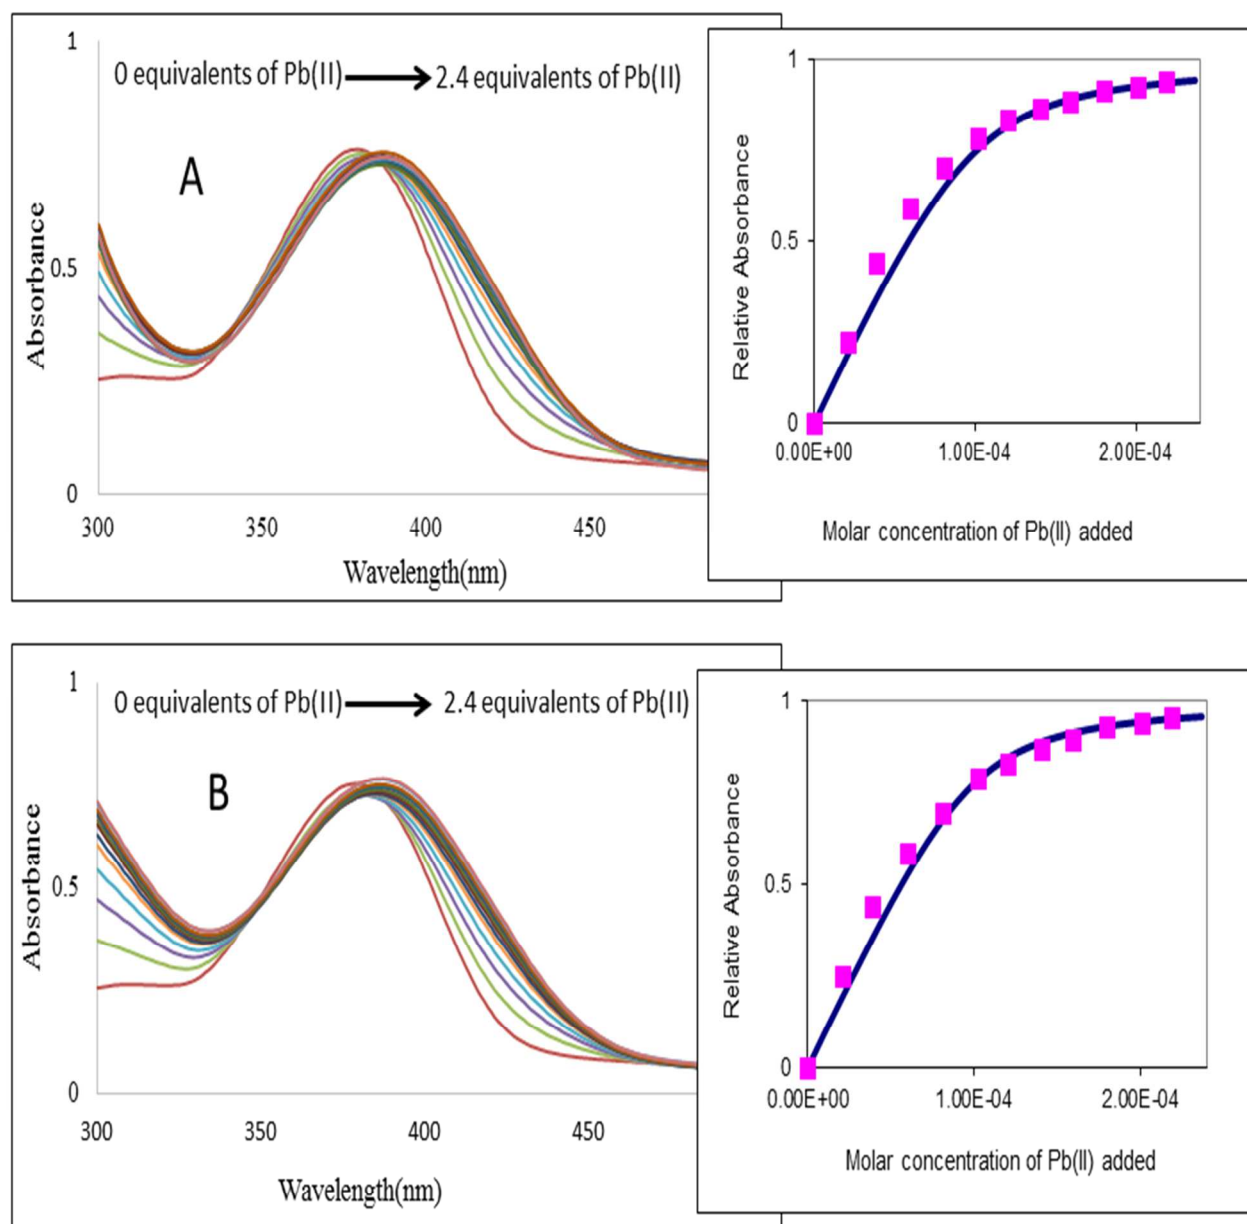 1
0 equivalents of Pb(II) 2.4 equivalents of Pb(II)
A
Absorbance
0.5
0
300 350 400 450
Wavelength(nm)
1
Relative Absorbance
0.5
0
0.00E+00 1.00E-04 2.00E-04
Molar concentration of Pb(II) added
1
0 equivalents of Pb(II) 2.4 equivalents of Pb(II)
B
Absorbance
0.5
0
300 350 400 450
Wavelength(nm)
1
Relative Absorbance
0.5
0
0.00E+00 1.00E-04 2.00E-04
Molar concentration of Pb(II) added